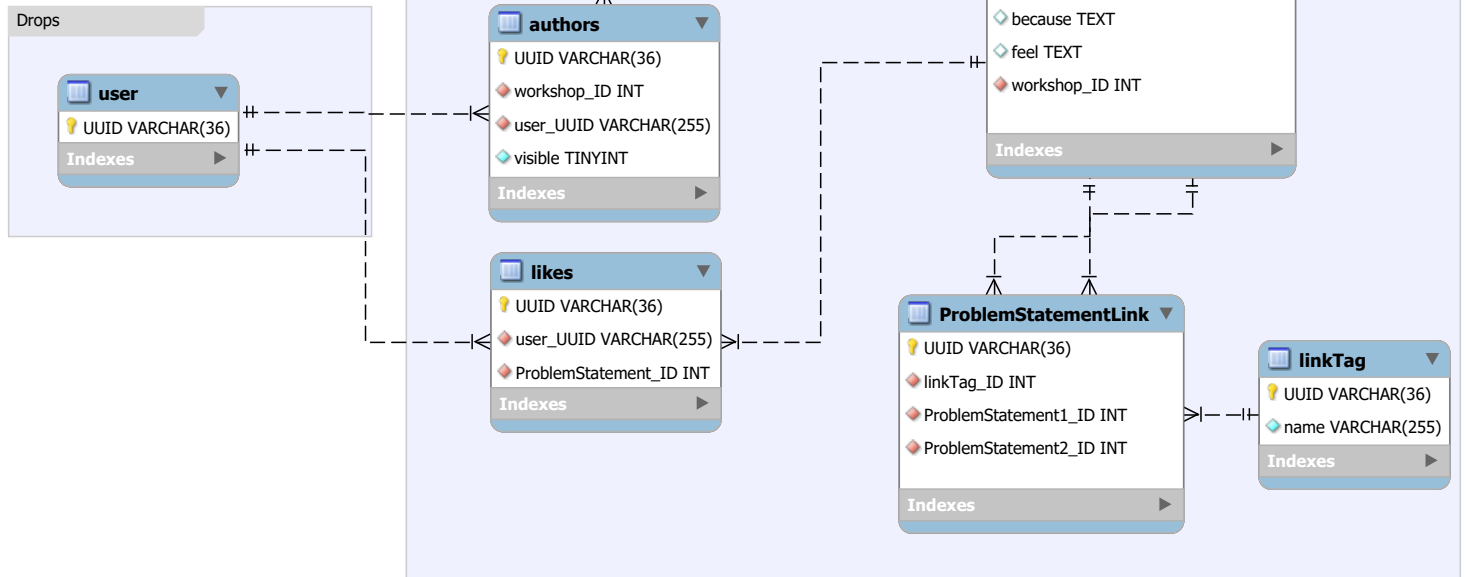 Drops
user
UUID VARCHAR(36)
Indexes
authors
UUID VARCHAR(36)
workshop_ID INT
user_UUID VARCHAR(255)
visible TINYINT
Indexes
likes
UUID VARCHAR(36)
user_UUID VARCHAR(255)
ProblemStatement_ID INT
Indexes
because TEXT
feel TEXT
workshop_ID INT
Indexes
ProblemStatementLink
UUID VARCHAR(36)
linkTag_ID INT
ProblemStatement1_ID INT
ProblemStatement2_ID INT
Indexes
linkTag
UUID VARCHAR(36)
name VARCHAR(255)
Indexes